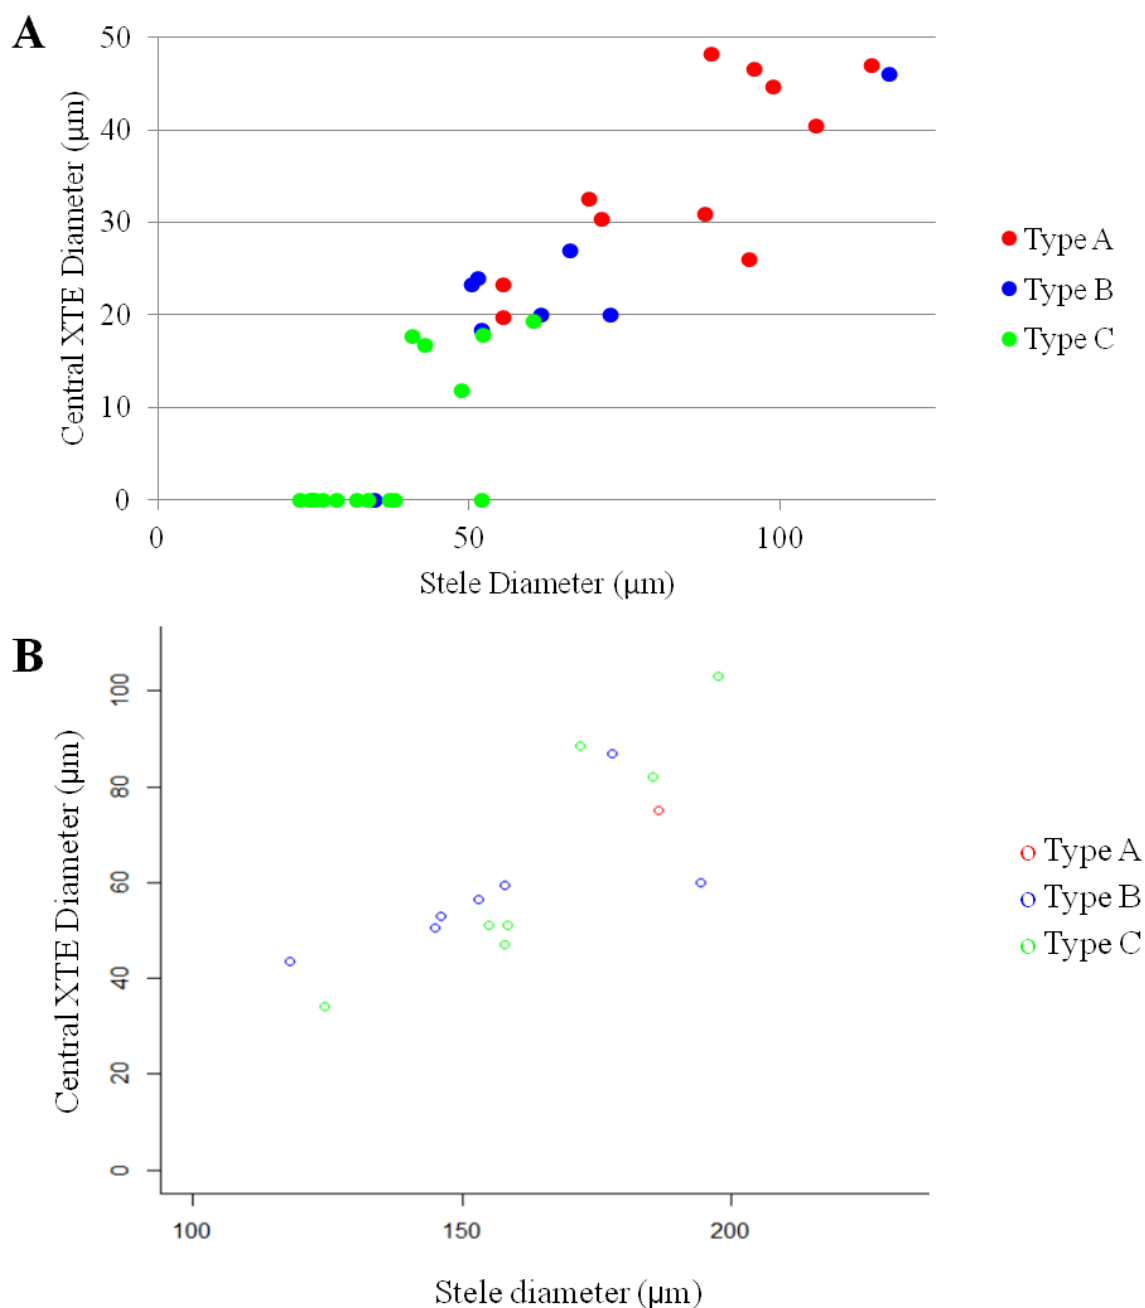 A
50
40
30
20
10
0
Central XTE Diameter (µm)
0 50 100
Stele Diameter (µm)
Type A
Type B
Type C
B
100
80
60
40
20
0
Central XTE Diameter (µm)
100 150 200
Stele diameter (µm)
Type A
Type B
Type C